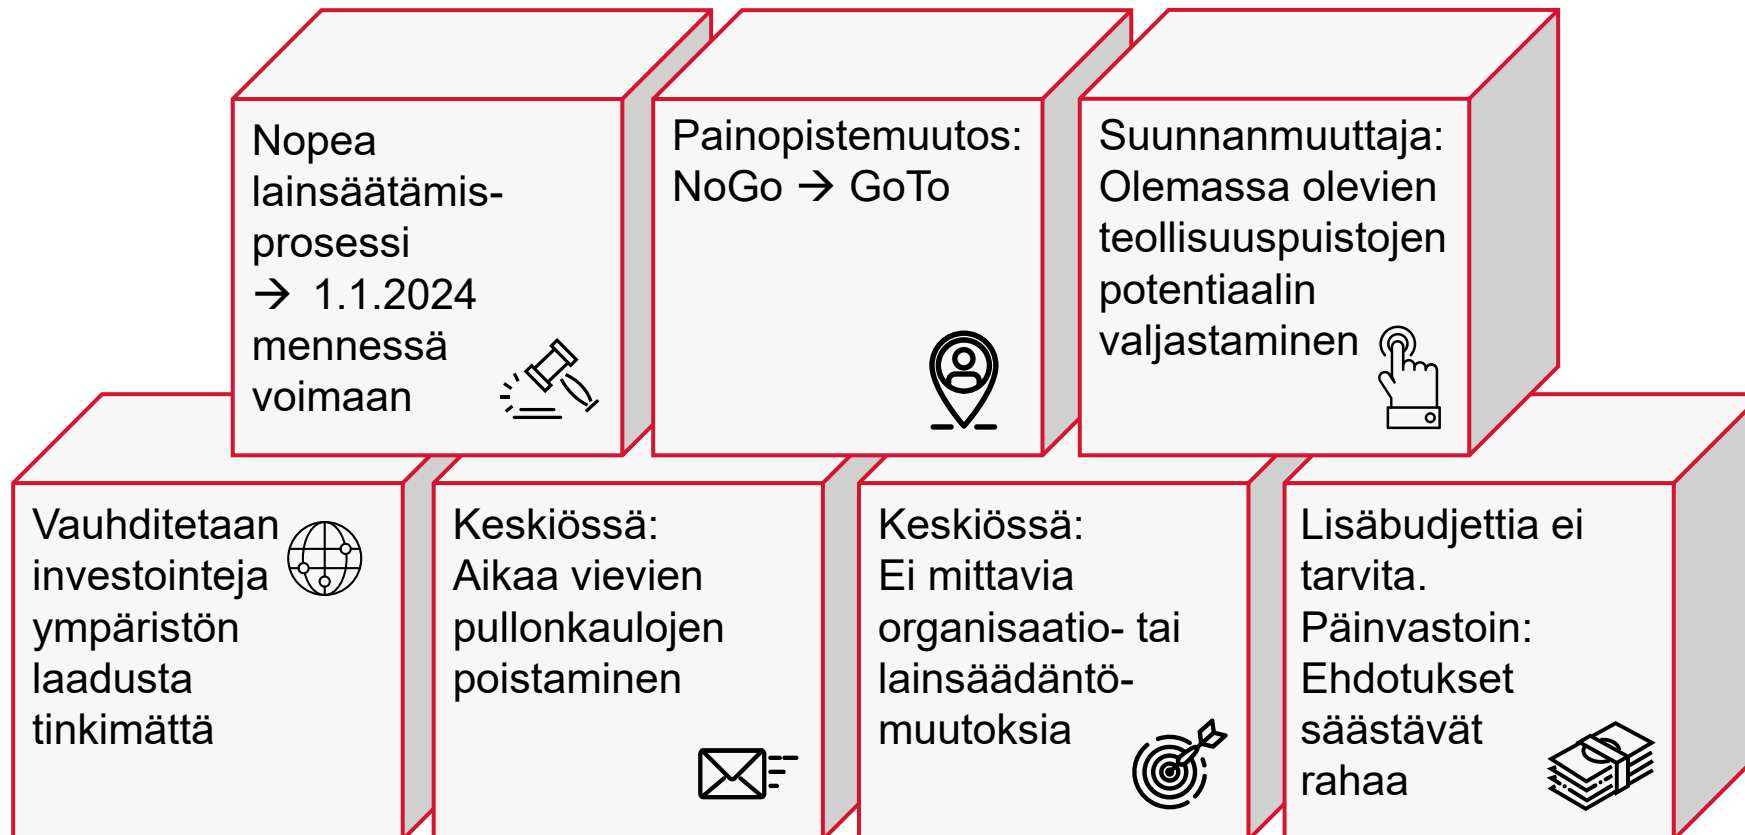 Nopea
lainsäätämis-
prosessi
→ 1.1.2024
mennessä
voimaan
Painopistemuutos:
NoGo → GoTo
Suunnanmuuttaja:
Olemassa olevien
teollisuuspuistojen
potentiaalin
valjastaminen
Vauhditetaan
investointeja
ympäristön
laadusta
tinkimättä
Keskiössä:
Aikaa vievien
pullonkaulojen
poistaminen
Keskiössä:
Ei mittavia
organisaatio- tai
lainsäädäntö-
muutoksia
Lisäbudjettia ei
tarvita.
Päinvastoin:
Ehdotukset
säästävät
rahaa